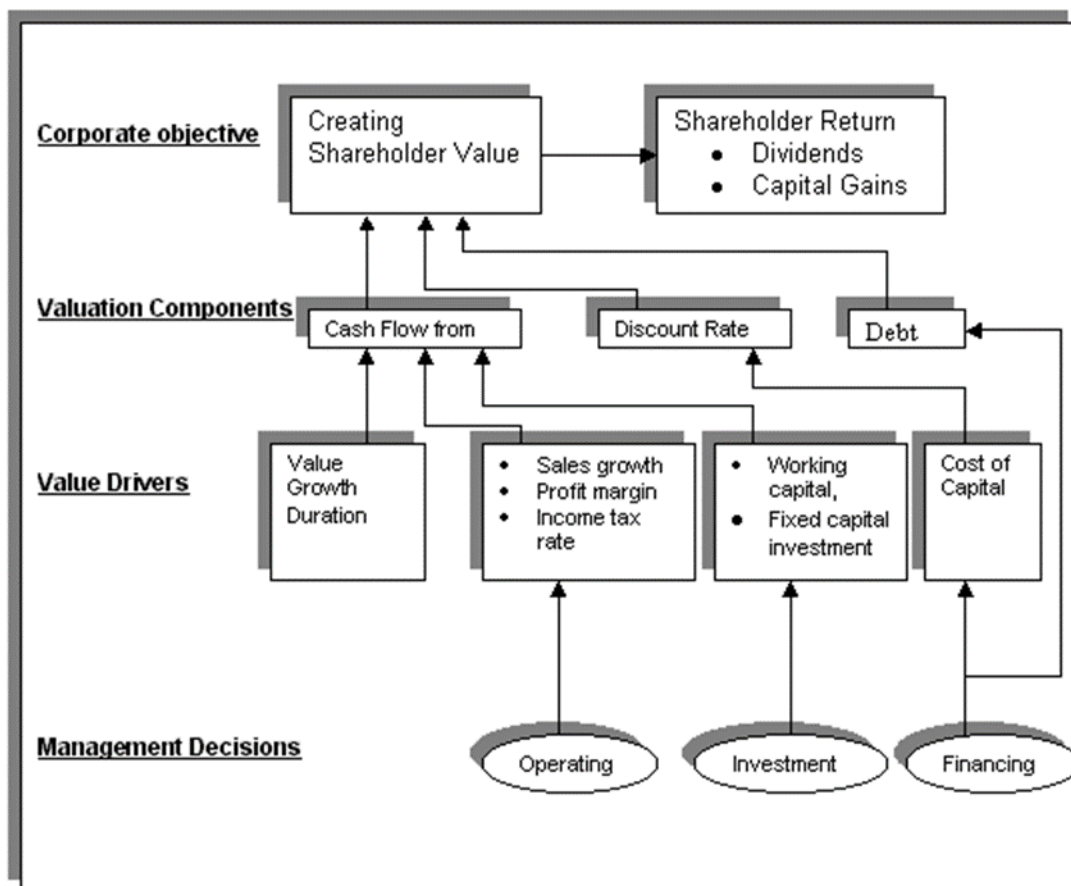 Corporate objective
Creating
Shareholder Value
Shareholder Return
• Dividends
• Capital Gains
Valuation Components
Cash Flow from
Discount Rate
Debt
Value Drivers
Value
Growth
Duration
• Sales growth
• Profit margin
• Income tax
rate
• Working
capital,
• Fixed capital
investment
Cost of
Capital
Management Decisions
Operating
Investment
Financing